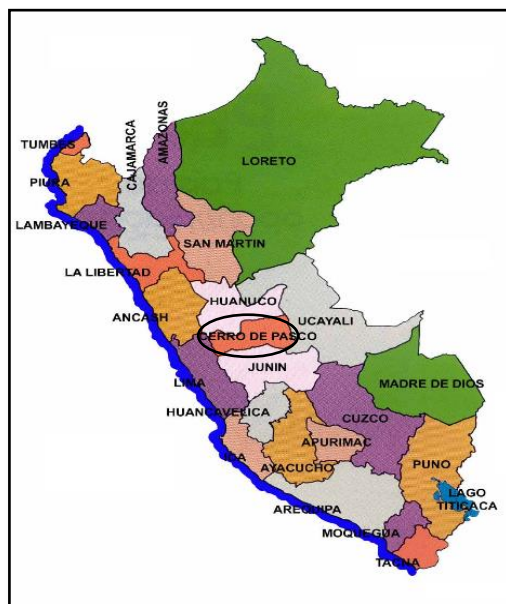 TUMBES
PIURA
CAJAMARCA
AMAZONAS
LORETO
LAMBAYEQUE
SAN MARTIN
LA LIBERTAD
HUANUCO
ANCASH
UCAYALI
CERRO DE PASCO
JUNIN
LIMA
MADRE DE DIOS
HUANCAVELICA
CUZCO
APURIMAC
ICA
AYACUCHO
PUNO
LAGO
TITICACA
AREQUIPA
MOQUEGUA
TACNA